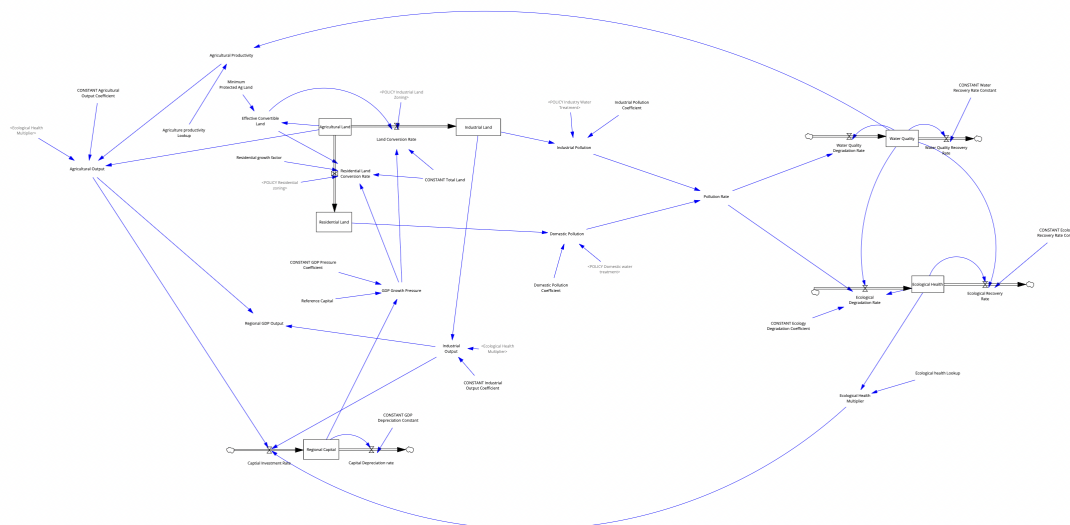 Agricultural Productivity
CONSTANT Agricultural
Output Coefficient
Minimum
Protected Ag Land
<Ecological Health
Multiplier>
Agriculture productivity
Lookup
Effective Convertible
Land
<POLICY Industrial Land
Zoning>
Agricultural Land
Land Conversion Rate
Industrial Land
<POLICY Industry Water
Treatment>
Industrial Pollution
Coefficient
Industrial Pollution
CONSTANT Water
Recovery Rate Constant
Water Quality
Degradation Rate
Water Quality
Water Quality Recovery
Rate
Agricultural Output
Residential growth factor
<POLICY Residential
zoning>
Residential Land
Conversion Rate
CONSTANT Total Land
Pollution Rate
Residential Land
Domestic Pollution
CONSTANT Ecolo
Recovery Rate Con
CONSTANT GDP Pressure
Coefficient
Reference Capital
GDP Growth Pressure
Domestic Pollution
Coefficient
<POLICY Domestic water
treatment>
Ecological
Degradation Rate
Ecological Health
Ecological Recovery
Rate
CONSTANT Ecology
Degradation Coefficient
Regional GDP Output
Industrial
Output
<Ecological Health
Multiplier>
CONSTANT Industrial
Output Coefficient
Ecological health Lookup
Ecological Health
Multiplier
CONSTANT GDP
Depreciation Constant
Capital Investment Rate
Regional Capital
Capital Depreciation rate